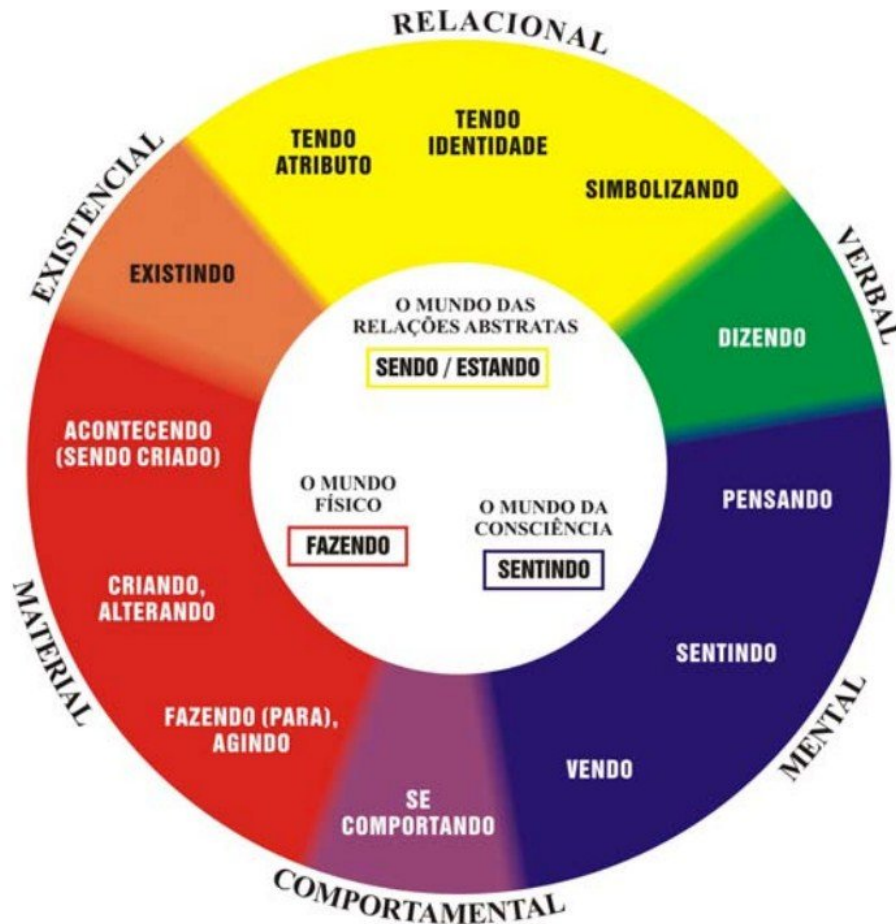 RELACIONAL
TENDO
ATRIBUTO
TENDO
IDENTIDADE
SIMBOLIZANDO
EXISTENCIAL
EXISTINDO
VERBAL
DIZENDO
O MUNDO DAS
RELAÇÕES ABSTRATAS
SENDO / ESTANDO
ACONTECENDO
(SENDO CRIADO)
O MUNDO
FÍSICO
FAZENDO
O MUNDO DA
CONSCIÊNCIA
SENTINDO
PENSANDO
CRIANDO,
ALTERANDO
SENTINDO
MATERIAL
FAZENDO (PARA),
AGINDO
VENDO
MENTAL
SE
COMPORTANDO
COMPORTAMENTAL